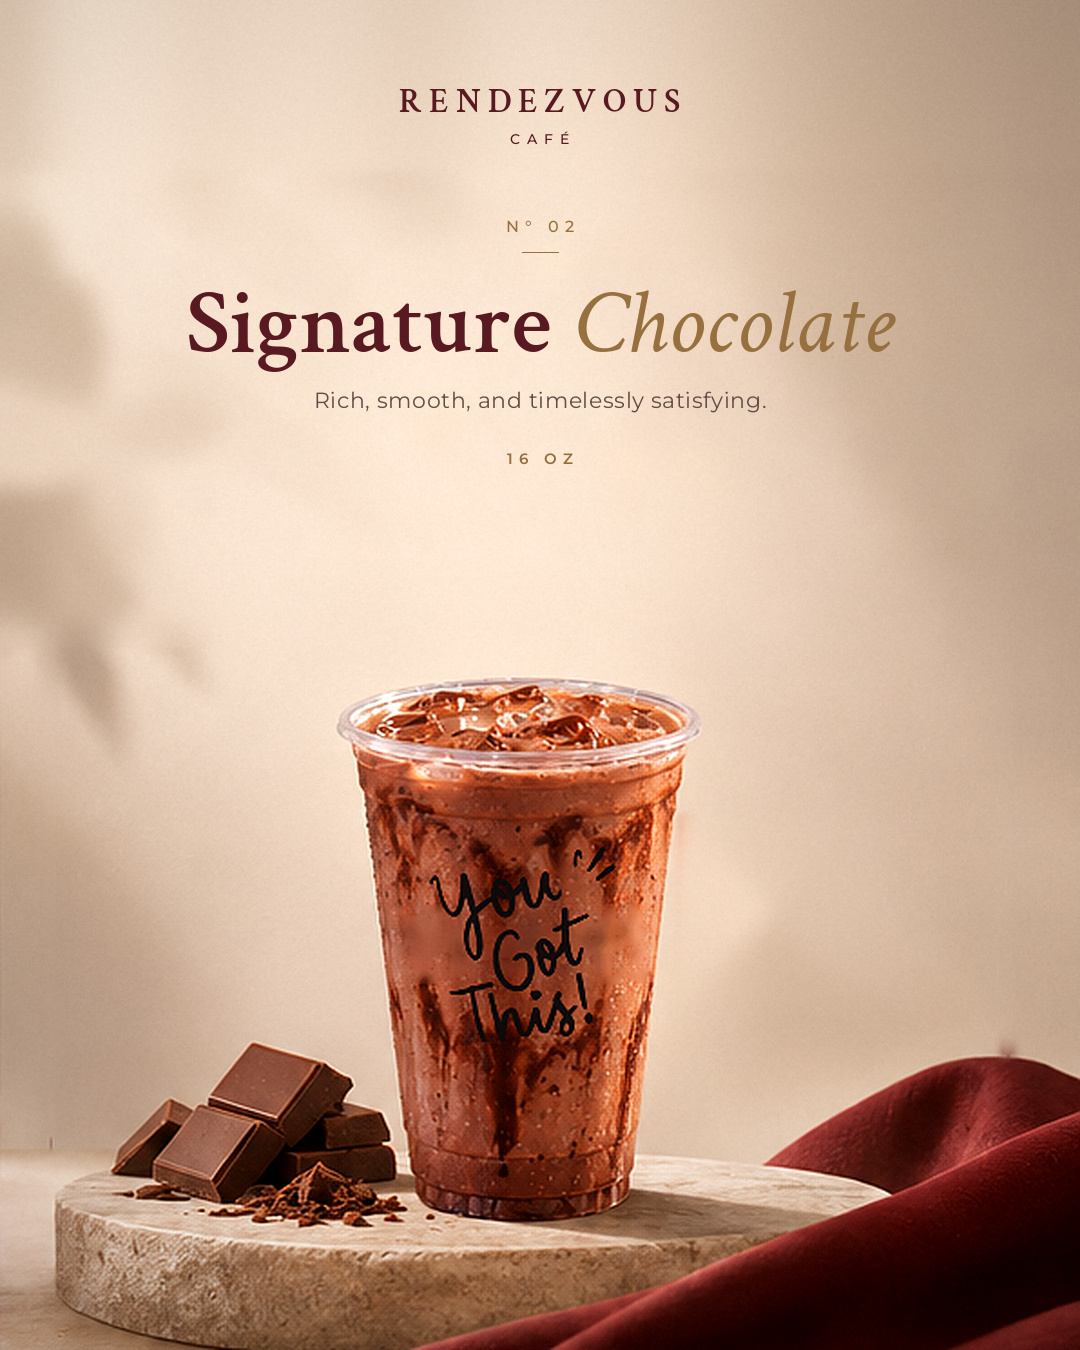 RENDEZVOUS
CAFÉ
N° 02
Signature Chocolate
Rich, smooth, and timelessly satisfying.
16 OZ
You
Got
This!